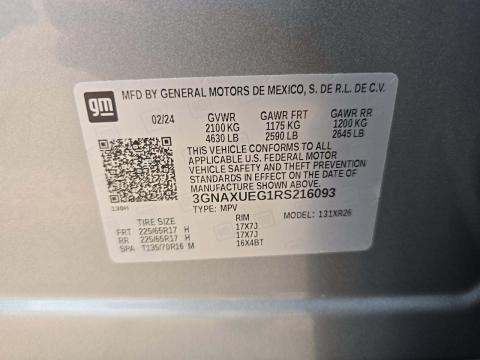 gm
MFD BY GENERAL MOTORS DE MEXICO, S. DE R.L. DE C.V.
02/24 GVWR GAWR FRT GAWR RR
2100 KG 1175 KG 1200 KG
4630 LB 2590 LB 2645 LB
THIS VEHICLE CONFORMS TO ALL
APPLICABLE U.S. FEDERAL MOTOR
VEHICLE SAFETY AND THEFT PREVENTION
STANDARDS IN EFFECT ON THE DATE OF
MANUFACTURE SHOWN ABOVE.
3GNAXUEG1RS216093
TYPE: MPV MODEL: 131XR26
TIRE SIZE RIM
FRT 225/65R17 H 17X7J
RR 225/65R17 H 17X7J
SPA T135/70R16 M 16X4BT